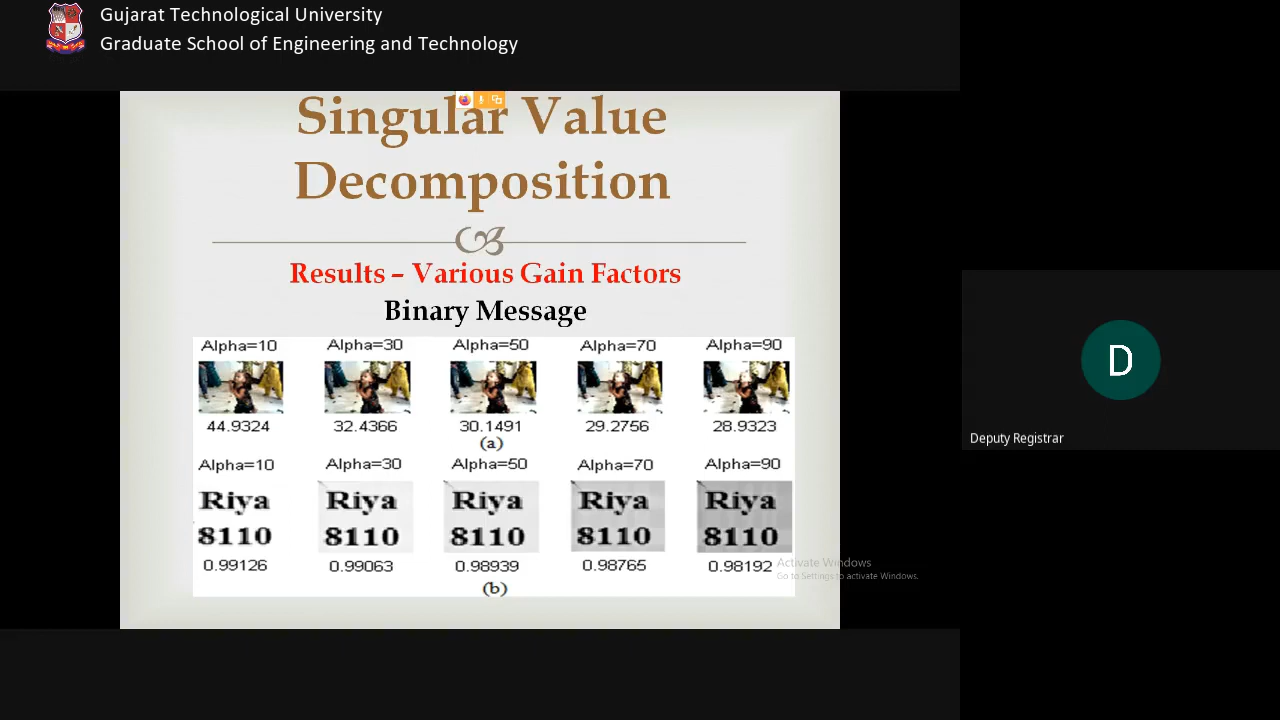 Gujarat Technological University
Graduate School of Engineering and Technology
Singular Value
Decomposition
Results – Various Gain Factors
Binary Message
Alpha=10 Alpha=30 Alpha=50 Alpha=70 Alpha=90
44.9324 32.4366 30.1491 29.2756 28.9323
(a)
Alpha=10 Alpha=30 Alpha=50 Alpha=70 Alpha=90
Riya Riya Riya Riya Riya
8110 8110 8110 8110 8110
0.99126 0.99063 0.98939 0.98765 0.98192
(b)
Activate Windows
Go to Settings to activate Windows.
D
Deputy Registrar